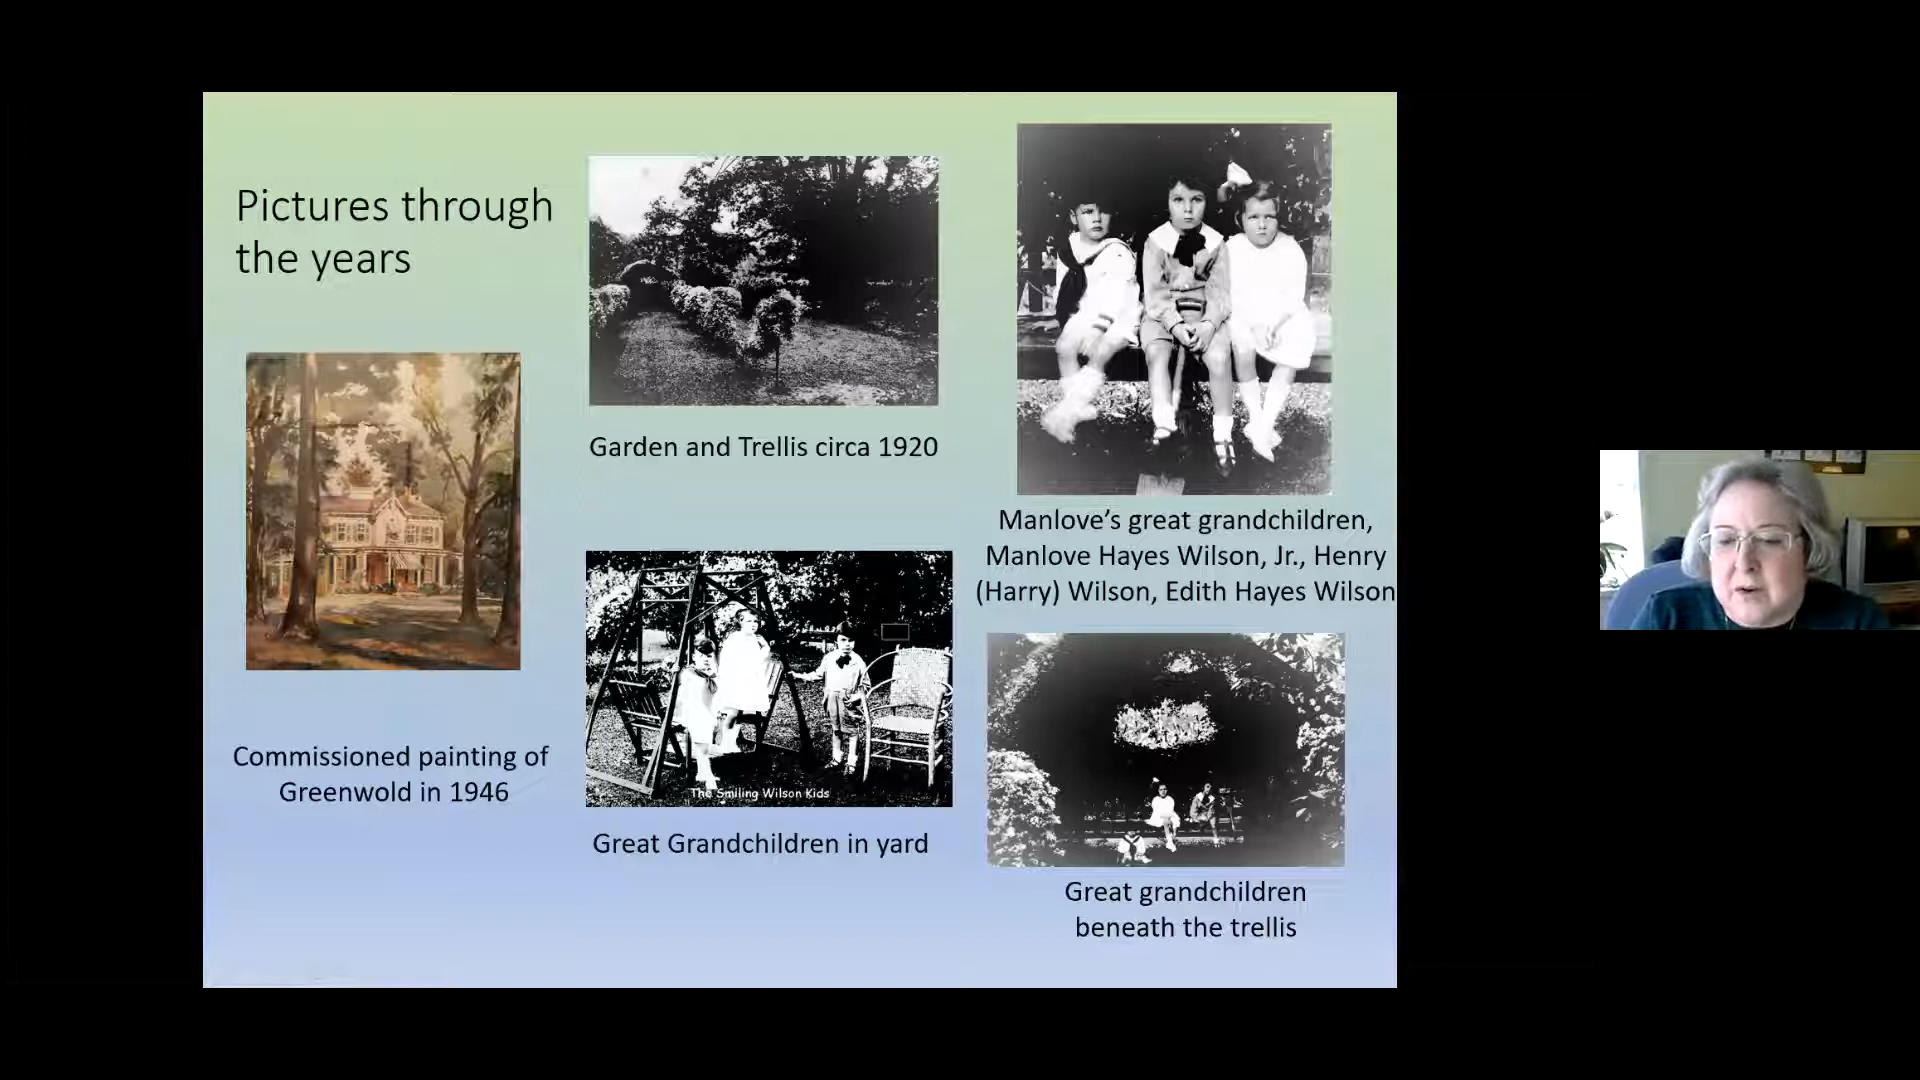 Pictures through
the years
Commissioned painting of
Greenwold in 1946
Garden and Trellis circa 1920
The Smiling Wilson Kids
Great Grandchildren in yard
Manlove’s great grandchildren,
Manlove Hayes Wilson, Jr., Henry
(Harry) Wilson, Edith Hayes Wilson
Great grandchildren
beneath the trellis